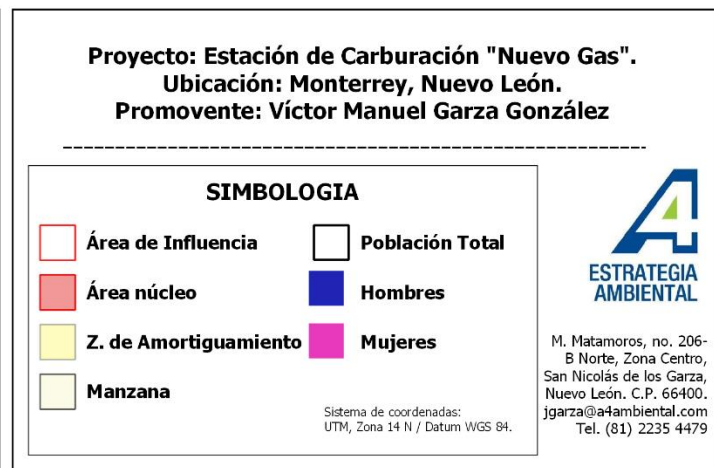 Proyecto: Estación de Carburación "Nuevo Gas".
Ubicación: Monterrey, Nuevo León.
Promovente: Víctor Manuel Garza González
SIMBOLOGIA
Área de Influencia
Población Total
Área núcleo
Hombres
Z. de Amortiguamiento
Mujeres
Manzana
Sistema de coordenadas:
UTM, Zona 14 N / Datum WGS 84.
A4
ESTRATEGIA
AMBIENTAL
M. Matamoros, no. 206-
B Norte, Zona Centro,
San Nicolás de los Garza,
Nuevo León. C.P. 66400.
jgarza@a4ambiental.com
Tel. (81) 2235 4479